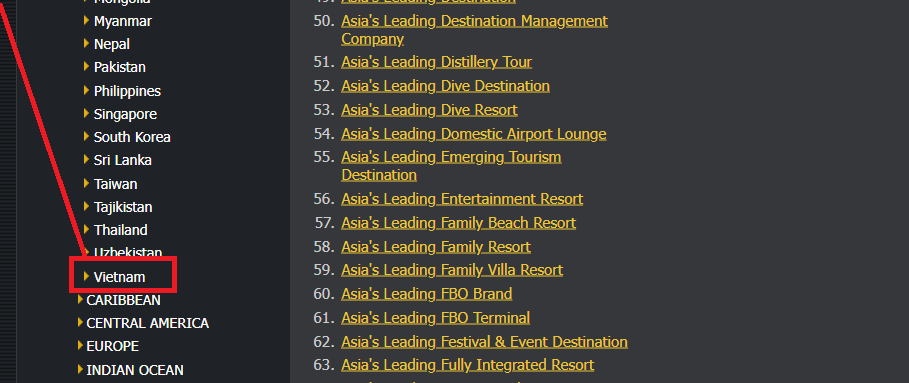 Mongolia
Myanmar
Nepal
Pakistan
Philippines
Singapore
South Korea
Sri Lanka
Taiwan
Tajikistan
Thailand
Uzbekistan
Vietnam
CARIBBEAN
CENTRAL AMERICA
EUROPE
INDIAN OCEAN
49. Asia's Leading Destination
50. Asia's Leading Destination Management
Company
51. Asia's Leading Distillery Tour
52. Asia's Leading Dive Destination
53. Asia's Leading Dive Resort
54. Asia's Leading Domestic Airport Lounge
55. Asia's Leading Emerging Tourism
Destination
56. Asia's Leading Entertainment Resort
57. Asia's Leading Family Beach Resort
58. Asia's Leading Family Resort
59. Asia's Leading Family Villa Resort
60. Asia's Leading FBO Brand
61. Asia's Leading FBO Terminal
62. Asia's Leading Festival & Event Destination
63. Asia's Leading Fully Integrated Resort